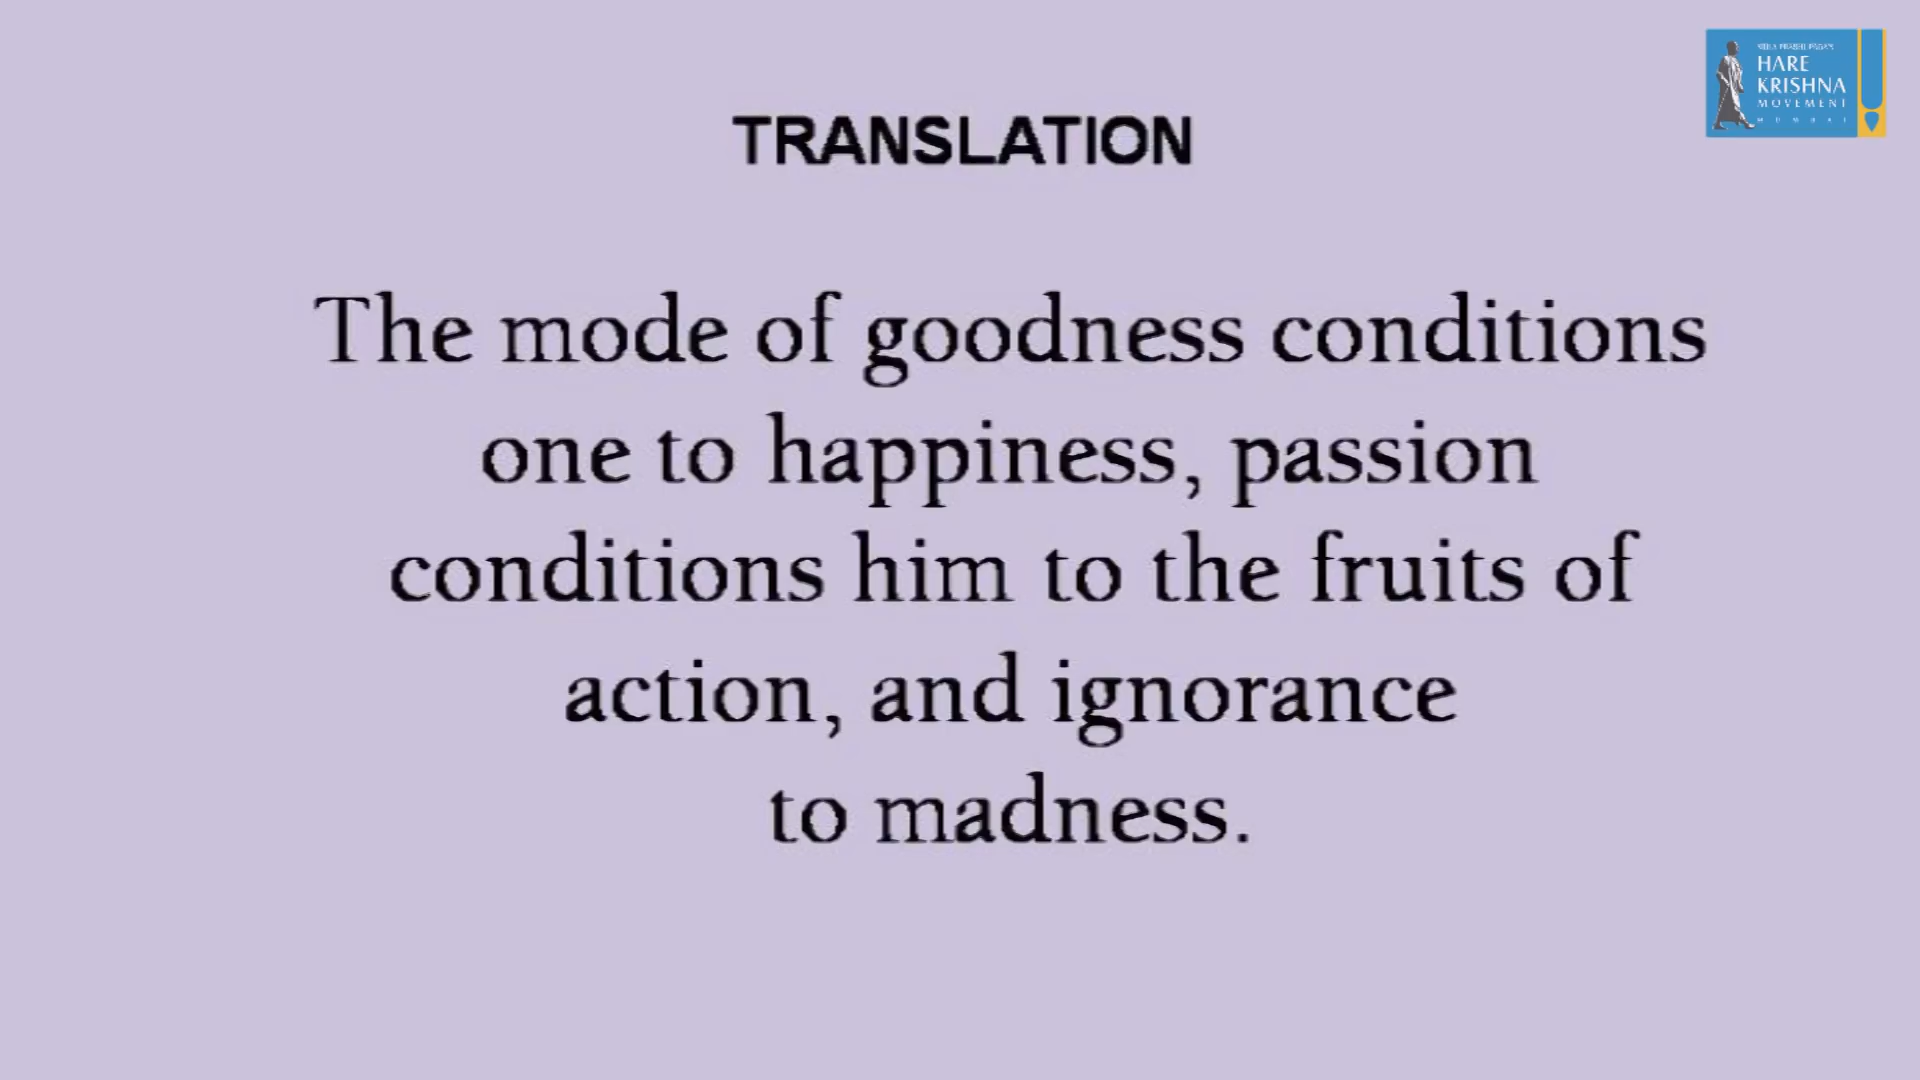 HARE
KRISHNA
MOVEMENT
TRANSLATION
The mode of goodness conditions
one to happiness, passion
conditions him to the fruits of
action, and ignorance
to madness.